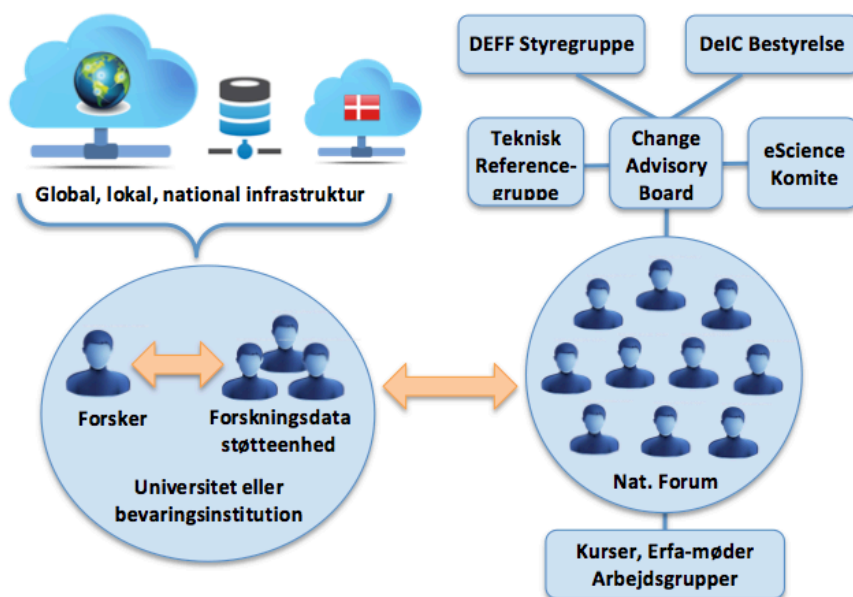 DEFF Styregruppe
DeIC Bestyrelse
Teknisk
Reference-
gruppe
Change
Advisory
Board
eScience
Komite
Global, lokal, national infrastruktur
Forsker
Forskningsdata
støtteenhed
Universitet eller
bevaringsinstitution
Nat. Forum
Kurser, Erfa-møder
Arbejdsgrupper